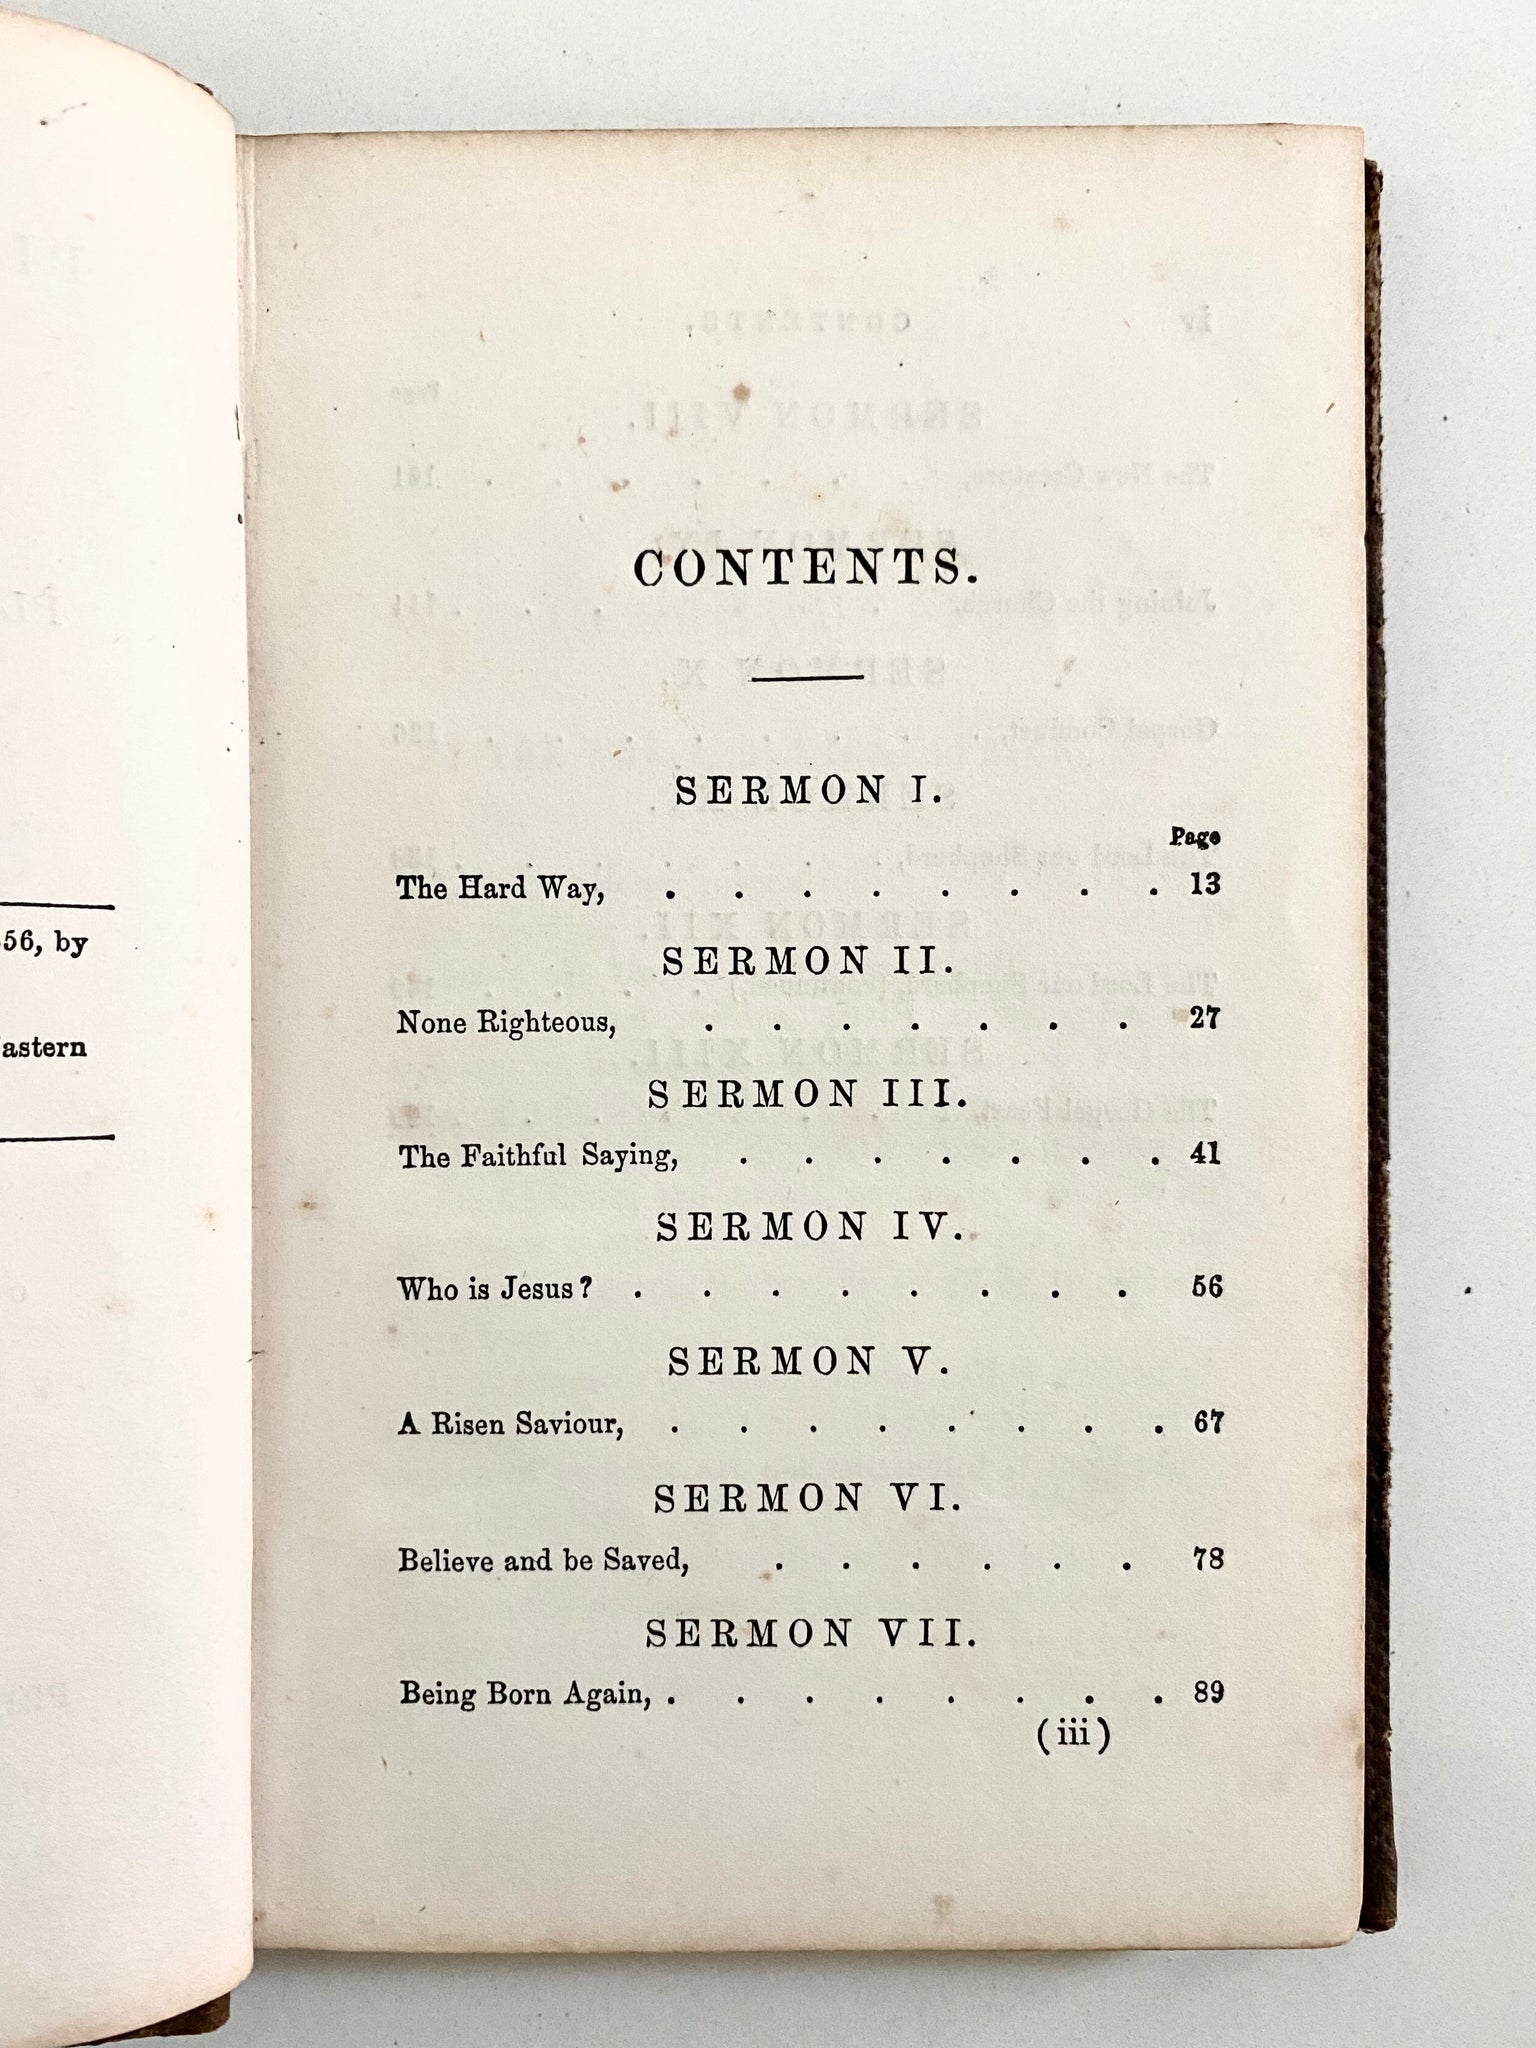 56, by
astern
CONTENTS.
SERMON I.
Page
The Hard Way, . . . . . . . . 13
SERMON II.
None Righteous, . . . . . . . 27
SERMON III.
The Faithful Saying, . . . . . . . 41
SERMON IV.
Who is Jesus? . . . . . . . . 56
SERMON V.
A Risen Saviour, . . . . . . . . 67
SERMON VI.
Believe and be Saved, . . . . . . 78
SERMON VII.
Being Born Again, . . . . . . . . 89
(iii)